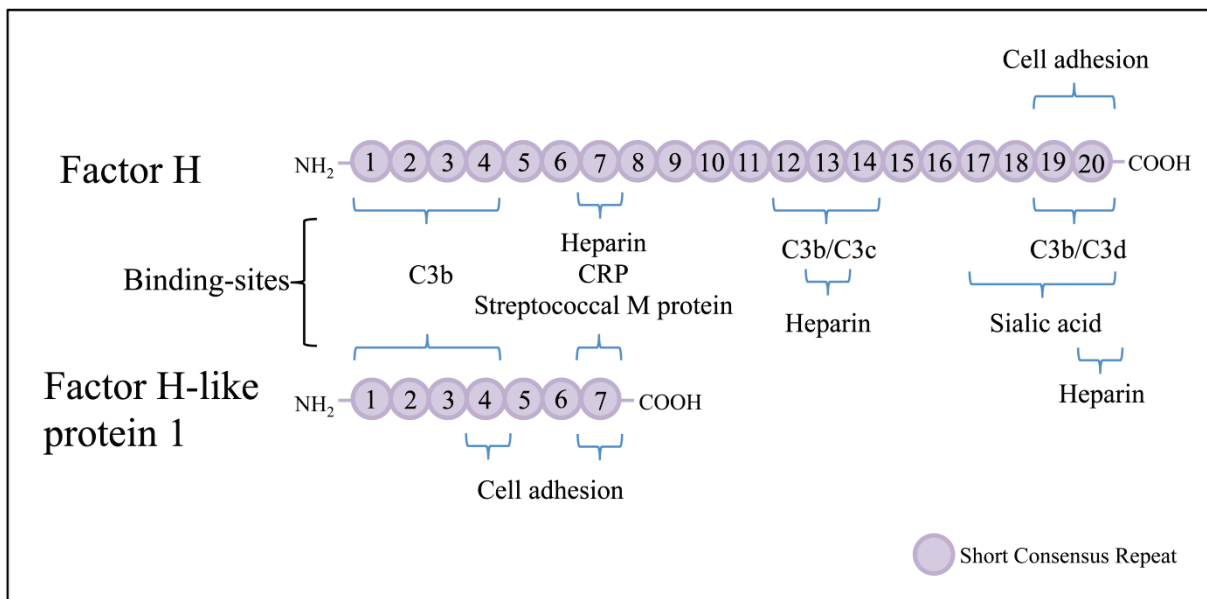 Cell adhesion
Factor H
NH2
1 2 3 4 5 6 7 8 9 10 11 12 13 14 15 16 17 18 19 20
COOH
Binding-sites
C3b
Heparin
CRP
Streptococcal M protein
C3b/C3c
Heparin
C3b/C3d
Sialic acid
Heparin
Factor H-like
protein 1
NH2
1 2 3 4 5 6 7
COOH
Cell adhesion
Short Consensus Repeat